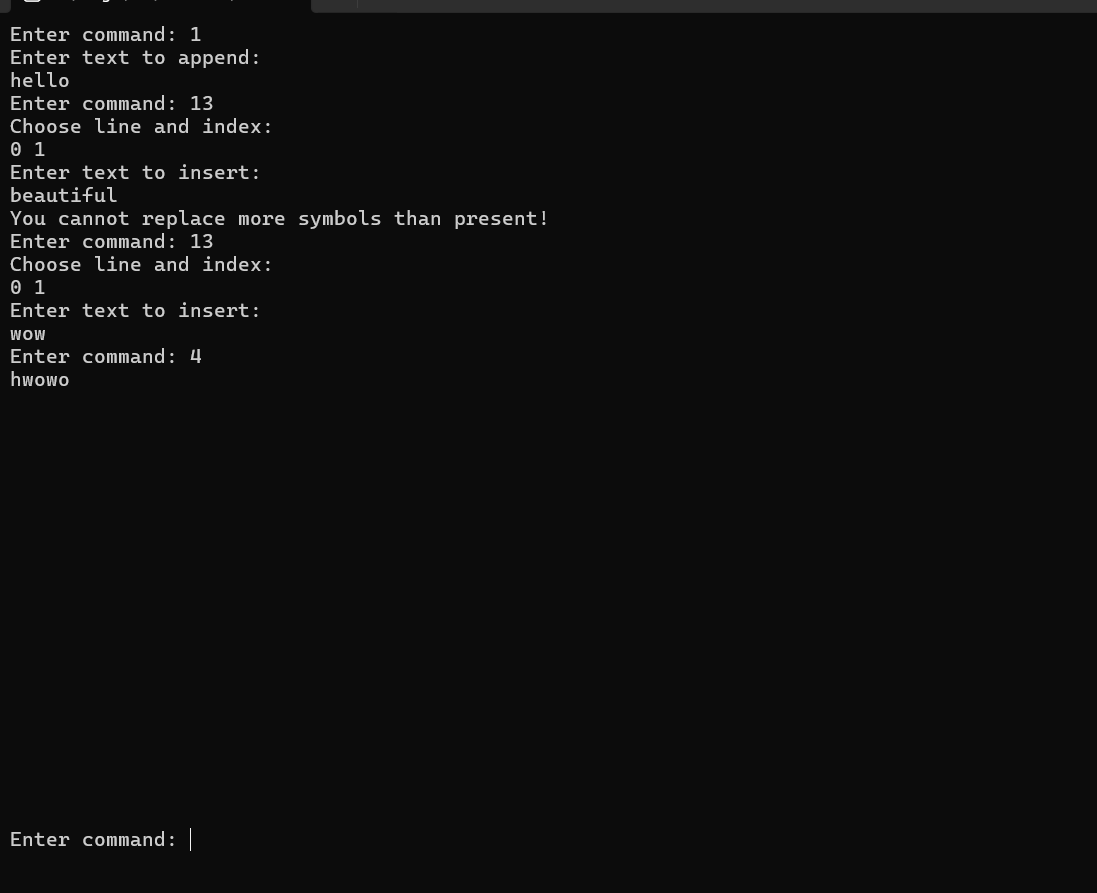 Enter command: 1
Enter text to append:
hello
Enter command: 13
Choose line and index:
0 1
Enter text to insert:
beautiful
You cannot replace more symbols than present!
Enter command: 13
Choose line and index:
0 1
Enter text to insert:
wow
Enter command: 4
hwowo
Enter command: